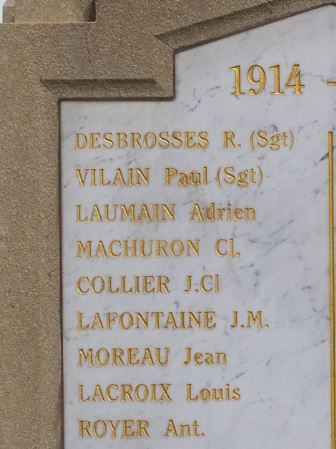 1914 -
DESBROSSES R. (Sgt)
VILAIN Paul (Sgt)
LAUMAIN Adrien
MACHURON Cl.
COLLIER J.Cl
LAFONTAINE J.M.
MOREAU Jean
LACROIX Louis
ROYER Ant.